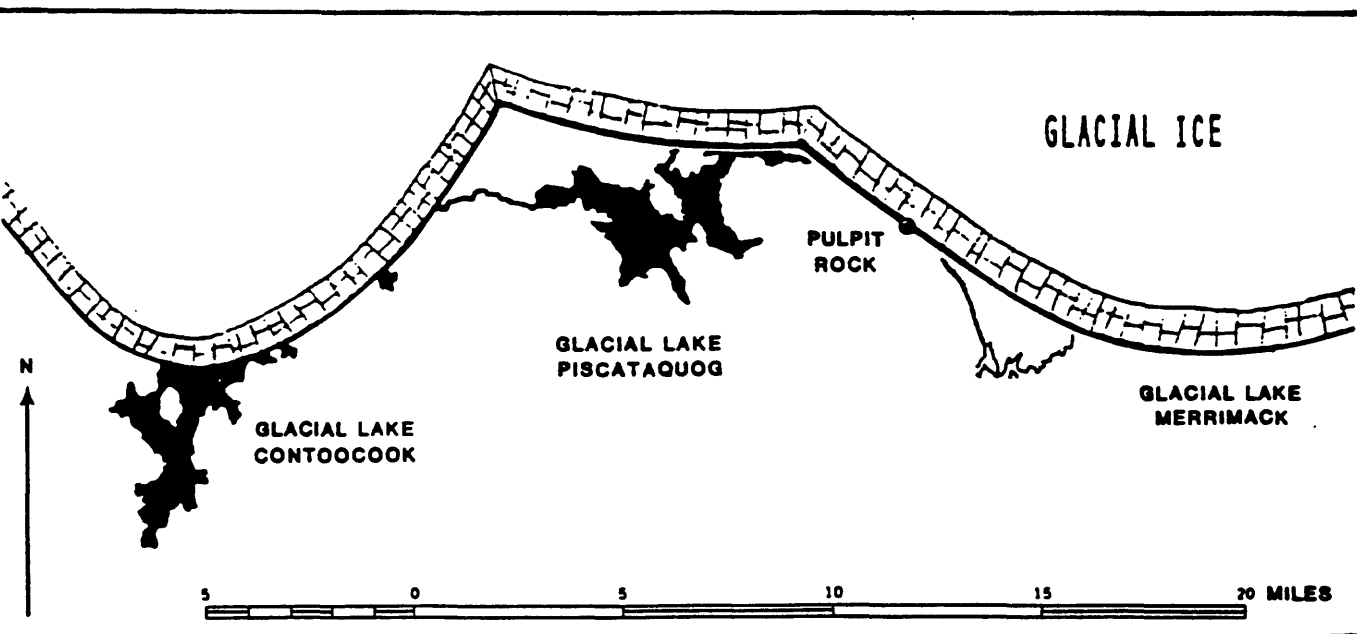 GLACIAL ICE
PULPIT
ROCK
GLACIAL LAKE
PISCATAQUOG
N
GLACIAL LAKE
MERRIMACK
GLACIAL LAKE
CONTOOCOOK
5 0 5 10 15 20 MILES